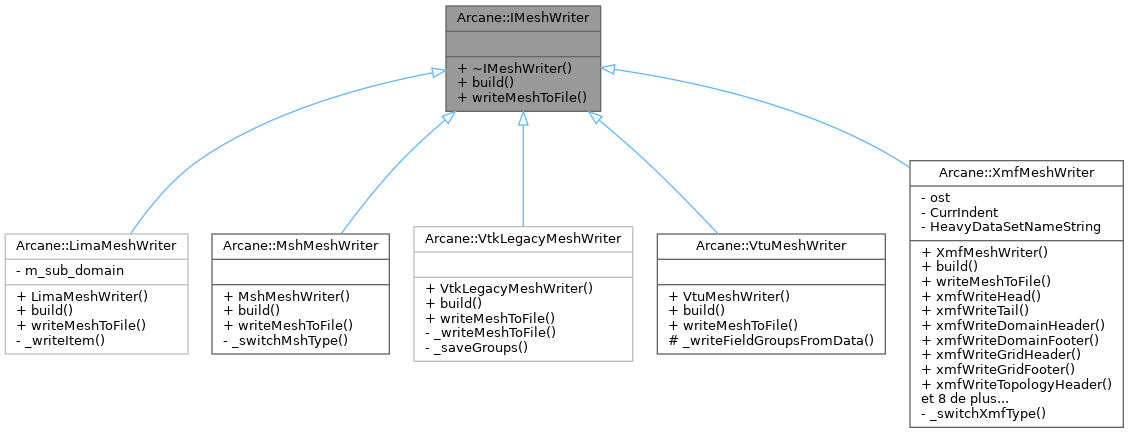 Arcane::IMeshWriter
+ ~IMeshWriter()
+ build()
+ writeMeshToFile()
Arcane::LimaMeshWriter
- m_sub_domain
+ LimaMeshWriter()
+ build()
+ writeMeshToFile()
- _writeItem()
Arcane::MshMeshWriter
+ MshMeshWriter()
+ build()
+ writeMeshToFile()
- _switchMshType()
Arcane::VtkLegacyMeshWriter
+ VtkLegacyMeshWriter()
+ build()
+ writeMeshToFile()
- _writeMeshToFile()
- _saveGroups()
Arcane::VtuMeshWriter
+ VtuMeshWriter()
+ build()
+ writeMeshToFile()
# _writeFieldGroupsFromData()
Arcane::XmfMeshWriter
- ost
- CurrIndent
- HeavyDataSetNameString
+ XmfMeshWriter()
+ build()
+ writeMeshToFile()
+ xmfWriteHead()
+ xmfWriteTail()
+ xmfWriteDomainHeader()
+ xmfWriteDomainFooter()
+ xmfWriteGridHeader()
+ xmfWriteGridFooter()
+ xmfWriteTopologyHeader()
et 8 de plus...
- _switchXmfType()